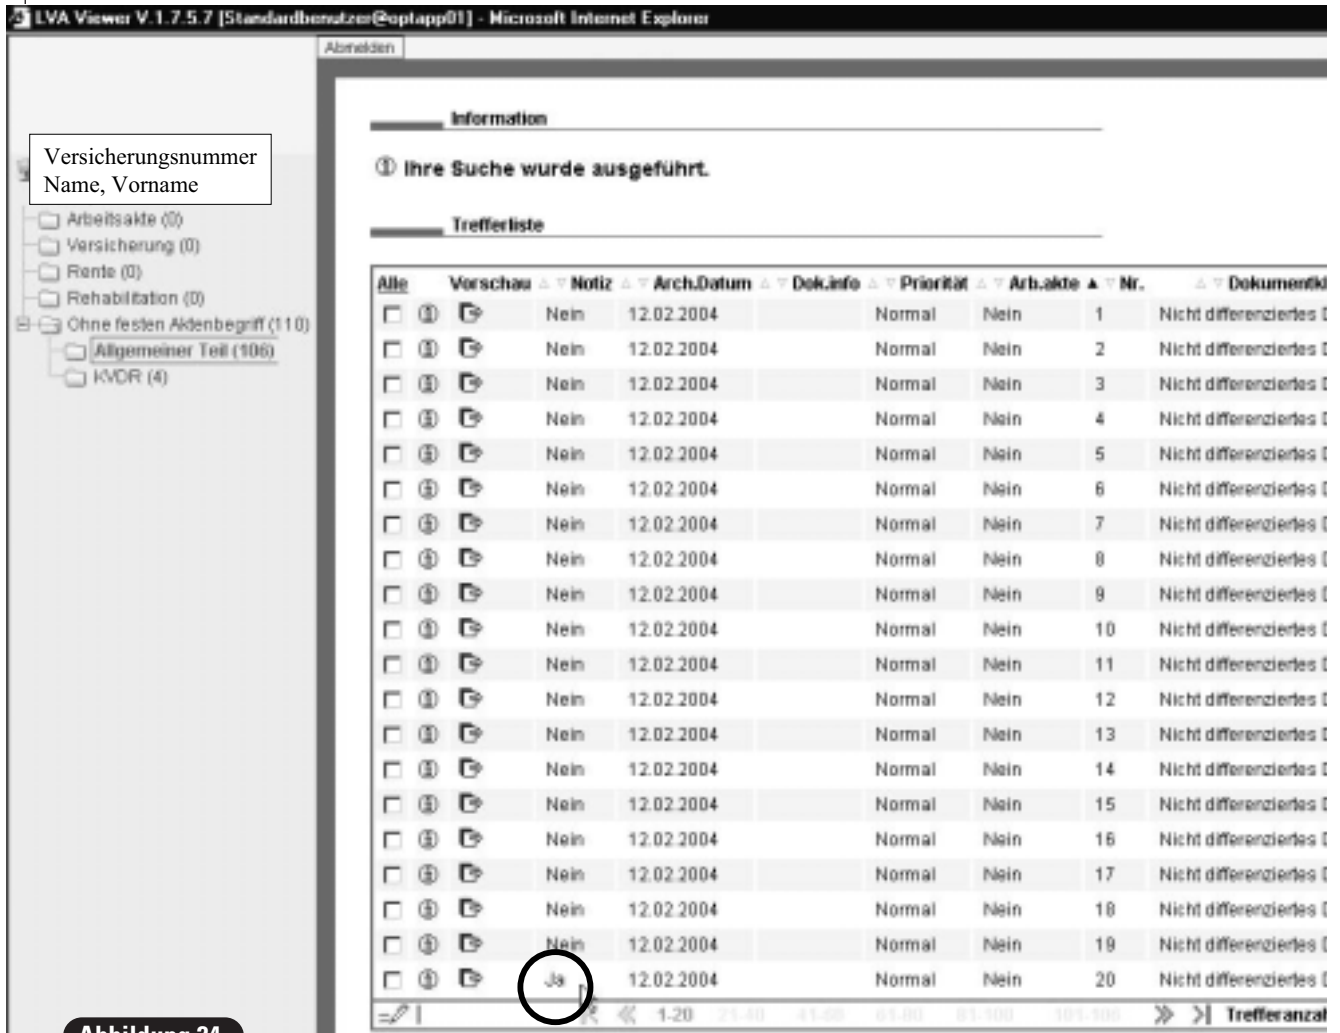 LVA Viewer V.1.7.5.7 [Standardbenutzer@optapp01] - Microsoft Internet Explorer
Abmelden
Versicherungsnummer
Name, Vorname
Arbeitsakte (0)
Versicherung (0)
Rente (0)
Rehabilitation (0)
Ohne festen Aktenbegriff (110)
Allgemeiner Teil (106)
KVDR (4)
Information
Ihre Suche wurde ausgeführt.
Trefferliste
Alle Vorschau Notiz Arch.Datum Dok.info Priorität Arb.akte Nr. Dokumentkl
Nein 12.02.2004 Normal Nein 1 Nicht differenziertes D
Nein 12.02.2004 Normal Nein 2 Nicht differenziertes D
Nein 12.02.2004 Normal Nein 3 Nicht differenziertes D
Nein 12.02.2004 Normal Nein 4 Nicht differenziertes D
Nein 12.02.2004 Normal Nein 5 Nicht differenziertes D
Nein 12.02.2004 Normal Nein 6 Nicht differenziertes D
Nein 12.02.2004 Normal Nein 7 Nicht differenziertes D
Nein 12.02.2004 Normal Nein 8 Nicht differenziertes D
Nein 12.02.2004 Normal Nein 9 Nicht differenziertes D
Nein 12.02.2004 Normal Nein 10 Nicht differenziertes D
Nein 12.02.2004 Normal Nein 11 Nicht differenziertes D
Nein 12.02.2004 Normal Nein 12 Nicht differenziertes D
Nein 12.02.2004 Normal Nein 13 Nicht differenziertes D
Nein 12.02.2004 Normal Nein 14 Nicht differenziertes D
Nein 12.02.2004 Normal Nein 15 Nicht differenziertes D
Nein 12.02.2004 Normal Nein 16 Nicht differenziertes D
Nein 12.02.2004 Normal Nein 17 Nicht differenziertes D
Nein 12.02.2004 Normal Nein 18 Nicht differenziertes D
Nein 12.02.2004 Normal Nein 19 Nicht differenziertes D
Ja 12.02.2004 Normal Nein 20 Nicht differenziertes D
1-20 21-40 41-60 61-80 81-100 101-106 Trefferanzah
Abbildung 24